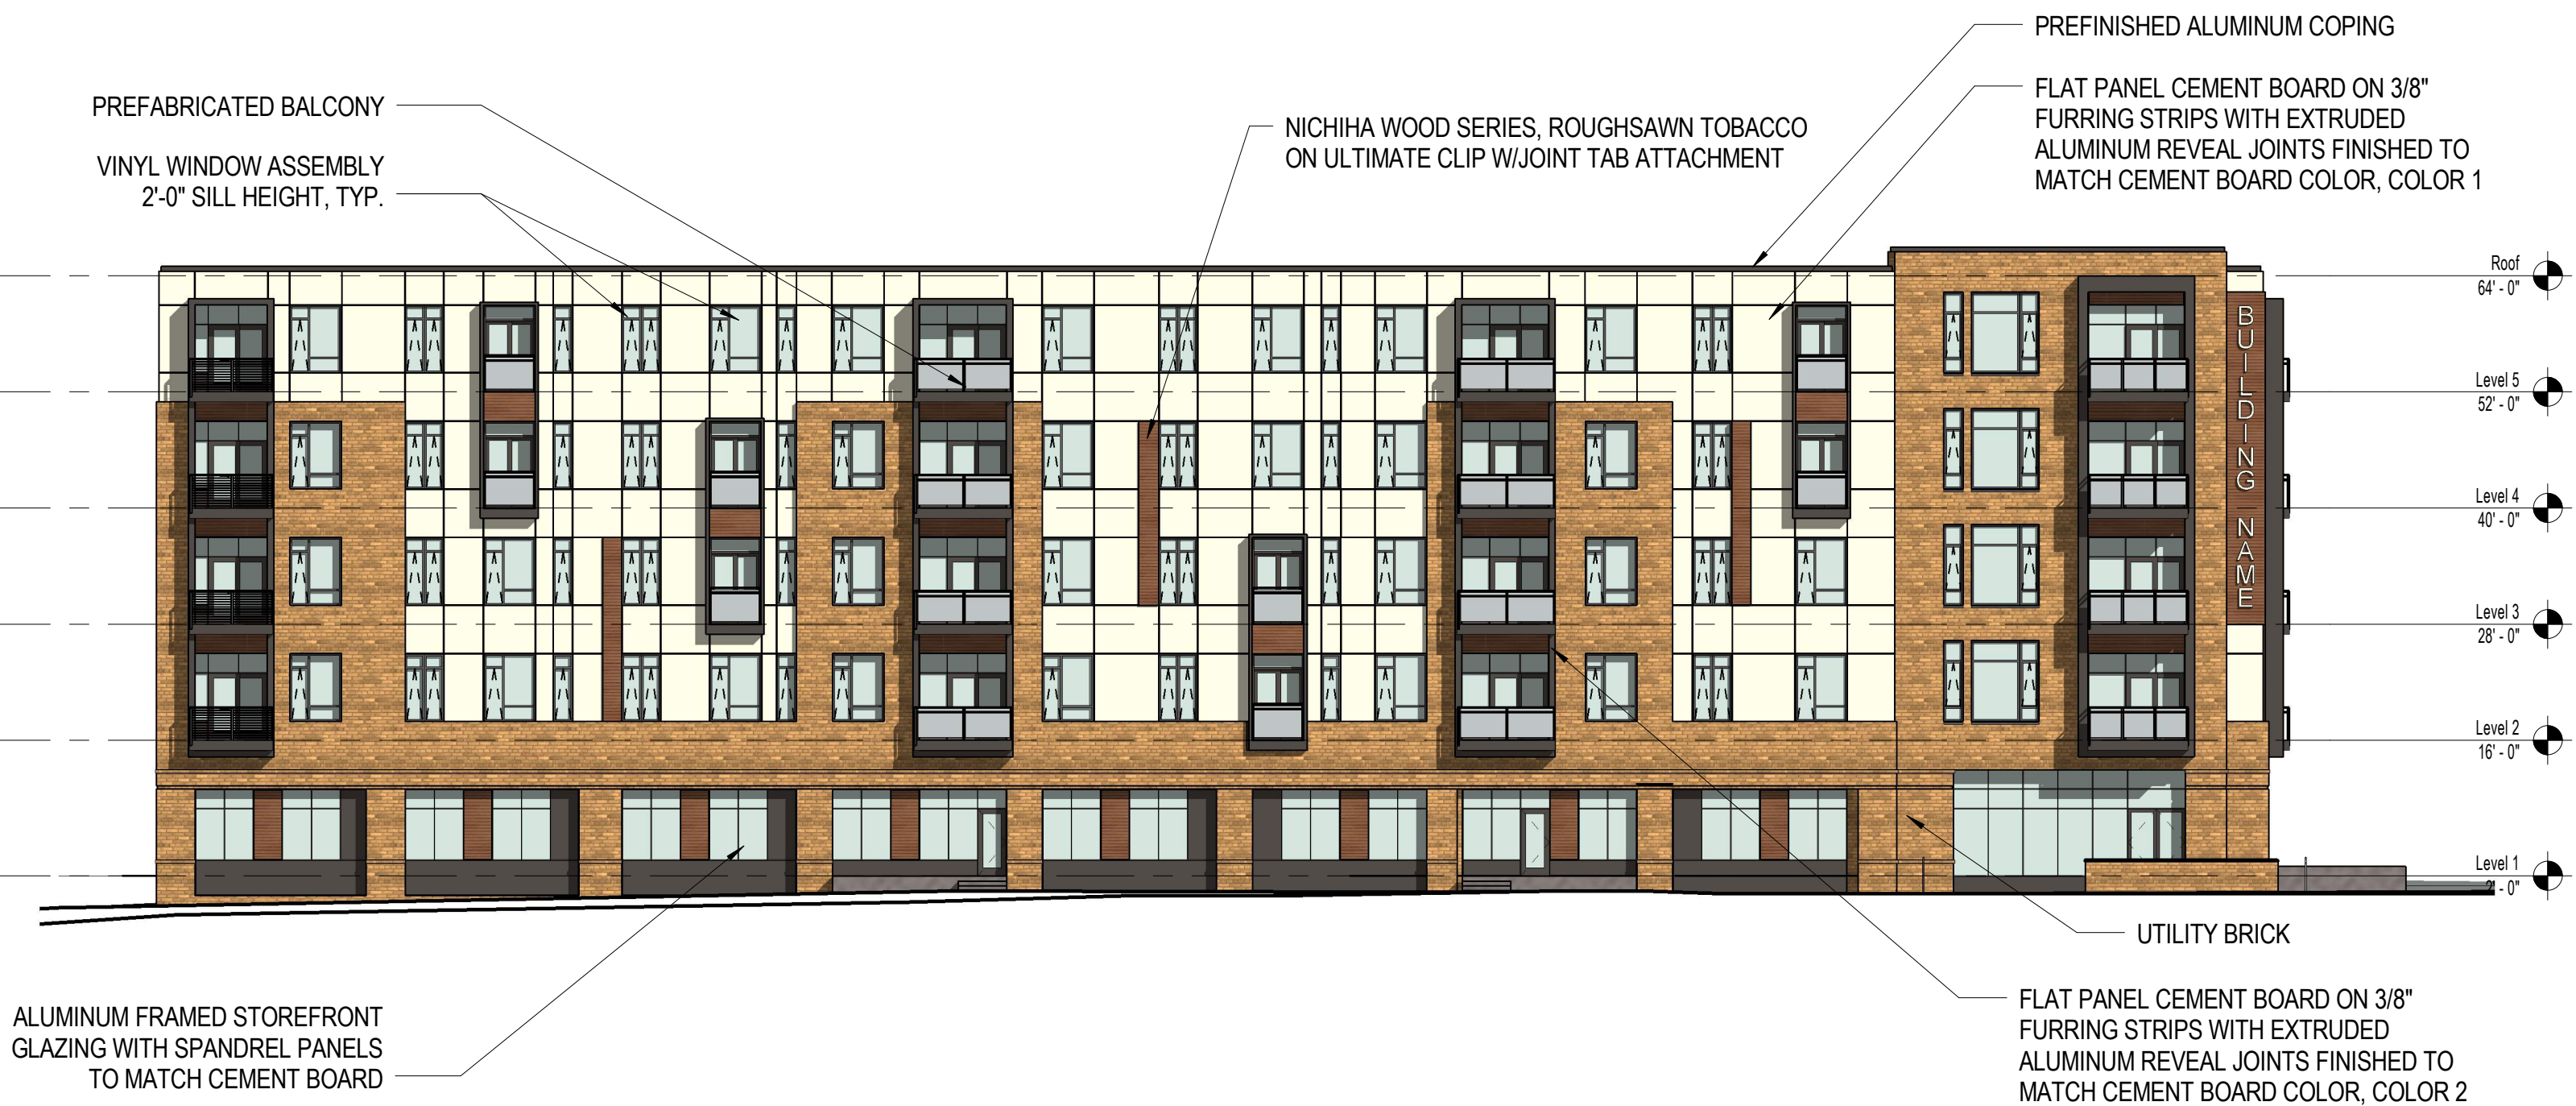 PREFINISHED ALUMINUM COPING
FLAT PANEL CEMENT BOARD ON 3/8"
FURRING STRIPS WITH EXTRUDED
ALUMINUM REVEAL JOINTS FINISHED TO
MATCH CEMENT BOARD COLOR, COLOR 1
PREFABRICATED BALCONY
VINYL WINDOW ASSEMBLY
2'-0" SILL HEIGHT, TYP.
NICHIHA WOOD SERIES, ROUGHSAWN TOBACCO
ON ULTIMATE CLIP W/JOINT TAB ATTACHMENT
Roof
64' - 0"
Level 5
52' - 0"
Level 4
40' - 0"
Level 3
28' - 0"
Level 2
16' - 0"
Level 1
2' - 0"
BUILDING NAME
UTILITY BRICK
ALUMINUM FRAMED STOREFRONT
GLAZING WITH SPANDREL PANELS
TO MATCH CEMENT BOARD
FLAT PANEL CEMENT BOARD ON 3/8"
FURRING STRIPS WITH EXTRUDED
ALUMINUM REVEAL JOINTS FINISHED TO
MATCH CEMENT BOARD COLOR, COLOR 2